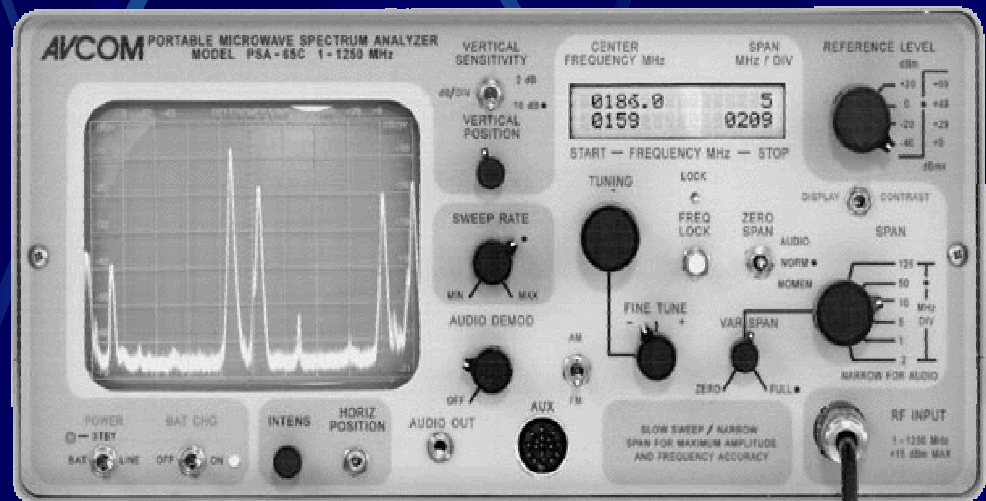 AVCOM PORTABLE MICROWAVE SPECTRUM ANALYZER
MODEL PSA-65C 1-1250 MHz
VERTICAL
SENSITIVITY
2 dB
dB/DIV
10 dB
VERTICAL
POSITION
CENTER
FREQUENCY MHz
SPAN
MHz / DIV
0186.0 5
0159 0209
START — FREQUENCY MHz — STOP
REFERENCE LEVEL
dBm
+20
0 +48
-20 +29
-40 +0
dBmv
TUNING
LOCK
FREQ
LOCK
ZERO
SPAN
AUDIO
NORM
MOMEN
DISPLAY CONTRAST
SPAN
125
50
10
5
1
.2
MHz
DIV
NARROW FOR AUDIO
SWEEP RATE
MIN MAX
FINE TUNE
- +
VAR SPAN
ZERO FULL
AUDIO DEMOD
OFF
AM
FM
POWER
STBY
BAT LINE
BAT CHG
OFF ON
INTENS
HORIZ
POSITION
AUDIO OUT
AUX
SLOW SWEEP / NARROW
SPAN FOR MAXIMUM AMPLITUDE
AND FREQUENCY ACCURACY
RF INPUT
1-1250 MHz
+15 dBm MAX